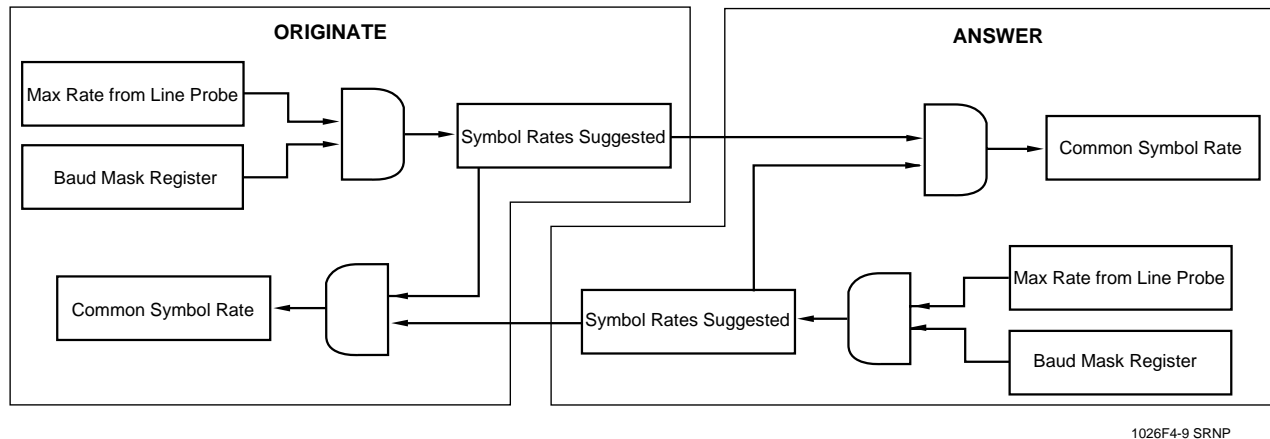 ORIGINATE
Max Rate from Line Probe
Baud Mask Register
Symbol Rates Suggested
Common Symbol Rate
ANSWER
Common Symbol Rate
Symbol Rates Suggested
Max Rate from Line Probe
Baud Mask Register
1026F4-9 SRNP